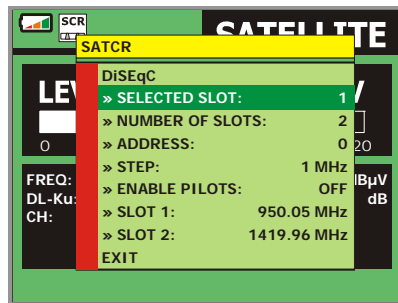 SCR
SATELLITE
SATCR
DiSEqC
» SELECTED SLOT: 1
» NUMBER OF SLOTS: 2
» ADDRESS: 0
» STEP: 1 MHz
» ENABLE PILOTS: OFF
» SLOT 1: 950.05 MHz
» SLOT 2: 1419.96 MHz
EXIT
LEV
V
0
20
FREQ:
BµV
DL-Ku:
dB
CH: